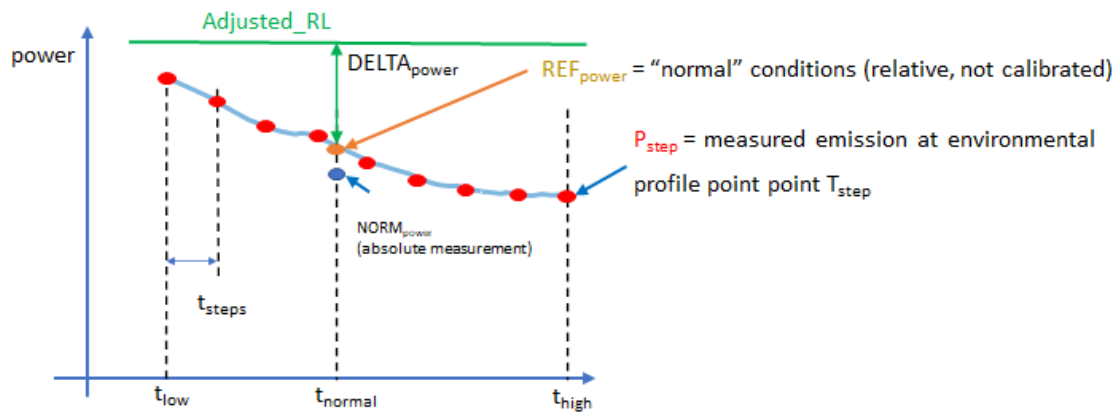 Adjusted_RL
power
DELTApower
REFpower = “normal” conditions (relative, not calibrated)
Pstep = measured emission at environmental
profile point point Tstep
NORMpower
(absolute measurement)
tsteps
tlow
tnormal
thigh